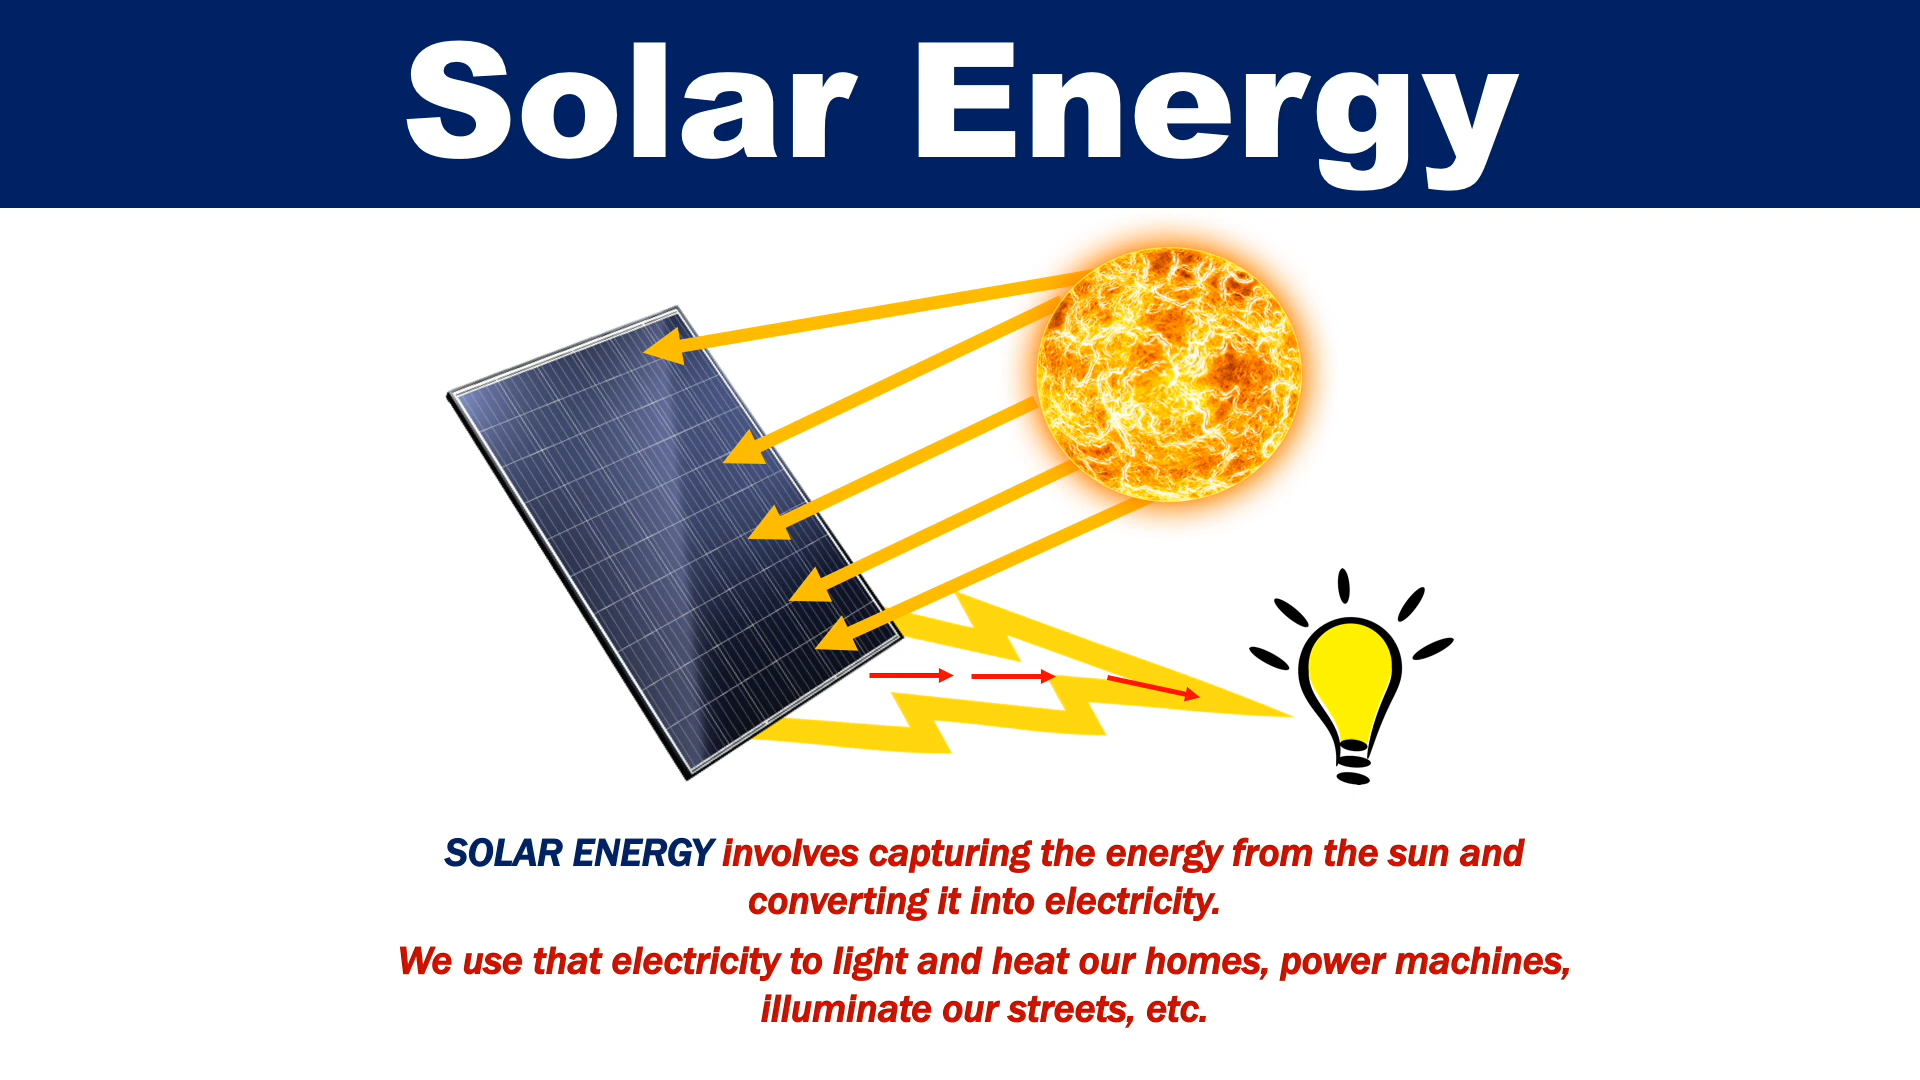 Solar Energy
SOLAR ENERGY involves capturing the energy from the sun and
converting it into electricity.
We use that electricity to light and heat our homes, power machines,
illuminate our streets, etc.